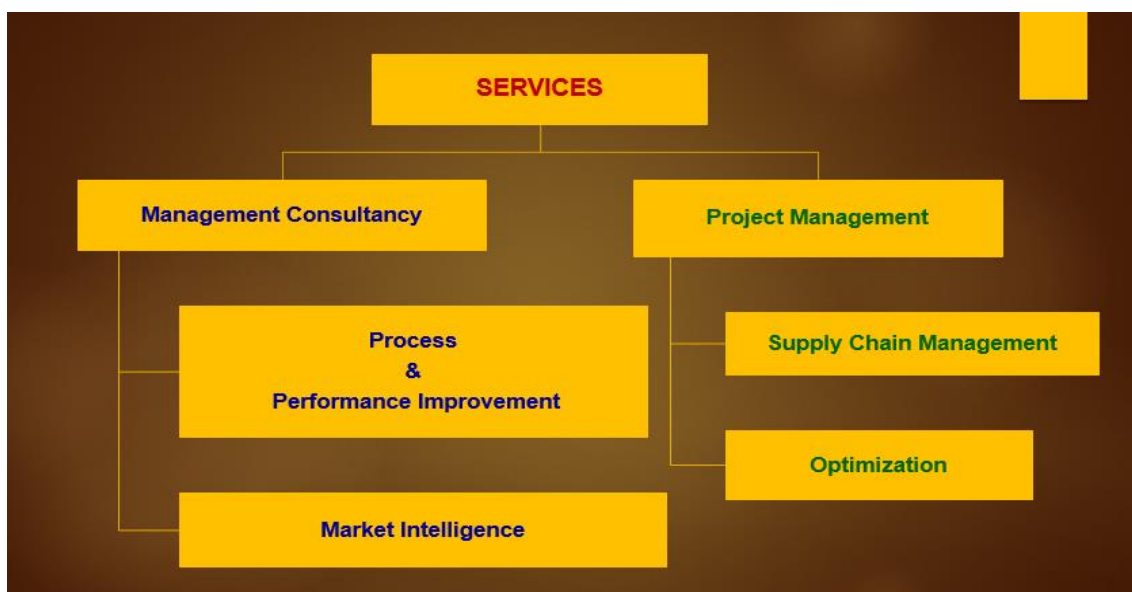 SERVICES
Management Consultancy
Project Management
Process
&
Performance Improvement
Supply Chain Management
Optimization
Market Intelligence